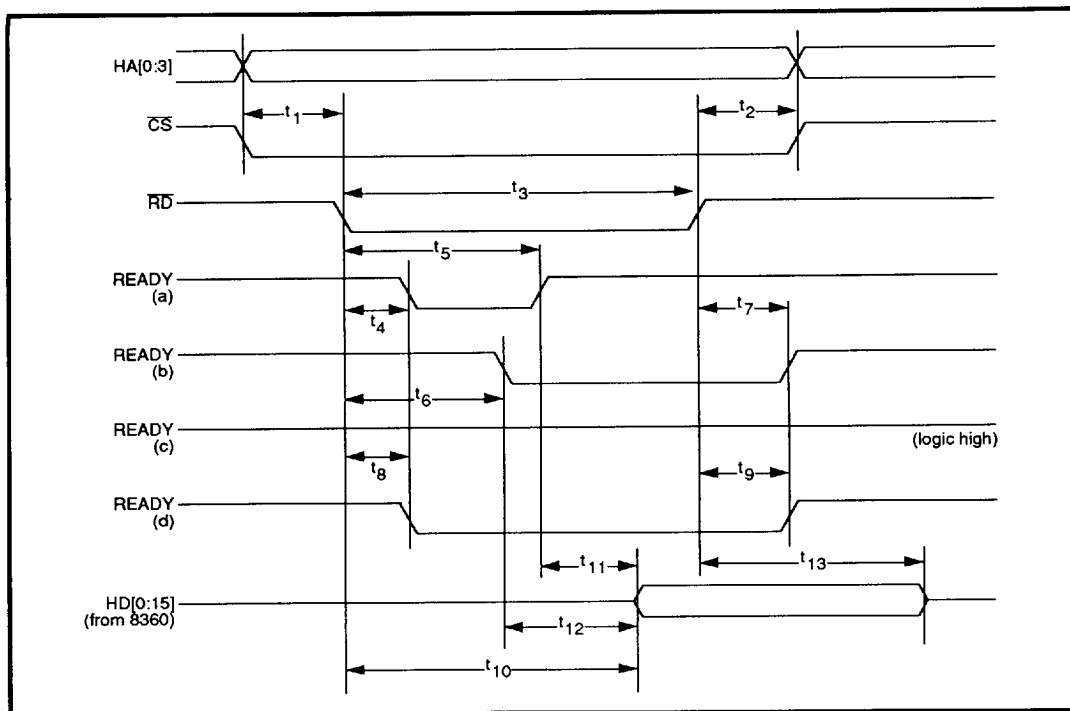 HA[0:3]
t1
t2
CS
t3
RD
t5
READY
(a)
t4
t7
READY
(b)
t6
READY
(c)
(logic high)
t8
t9
READY
(d)
t11
t13
HD[0:15]
(from 8360)
t12
t10